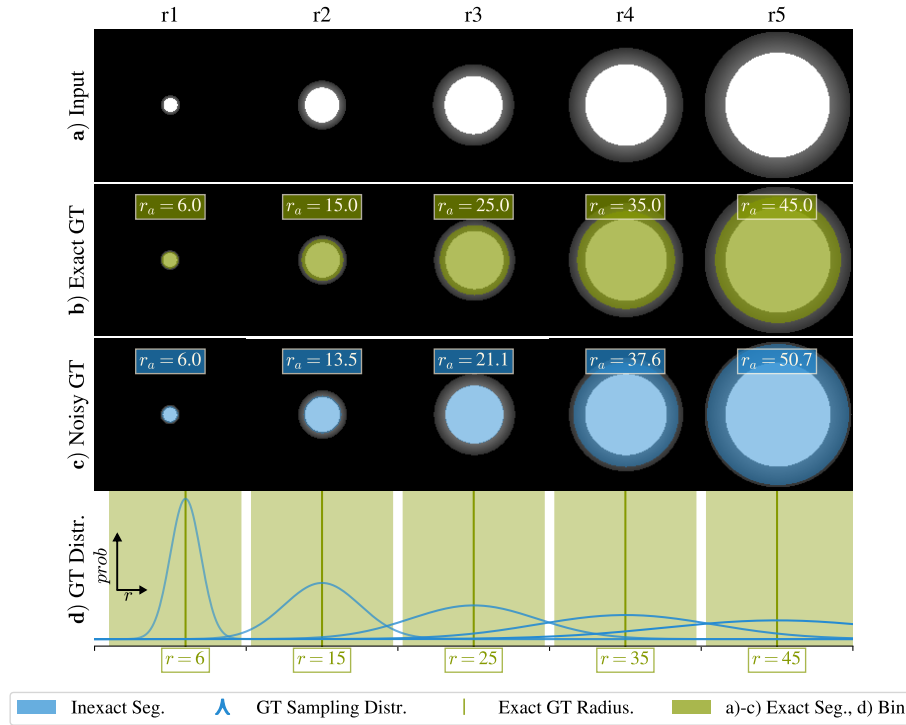 r1 r2 r3 r4 r5
a) Input
r_a = 6.0 r_a = 15.0 r_a = 25.0 r_a = 35.0 r_a = 45.0
b) Exact GT
r_a = 6.0 r_a = 13.5 r_a = 21.1 r_a = 37.6 r_a = 50.7
c) Noisy GT
d) GT Distr.
prob
r
r = 6 r = 15 r = 25 r = 35 r = 45
Inexact Seg. GT Sampling Distr. Exact GT Radius. a)-c) Exact Seg., d) Bin